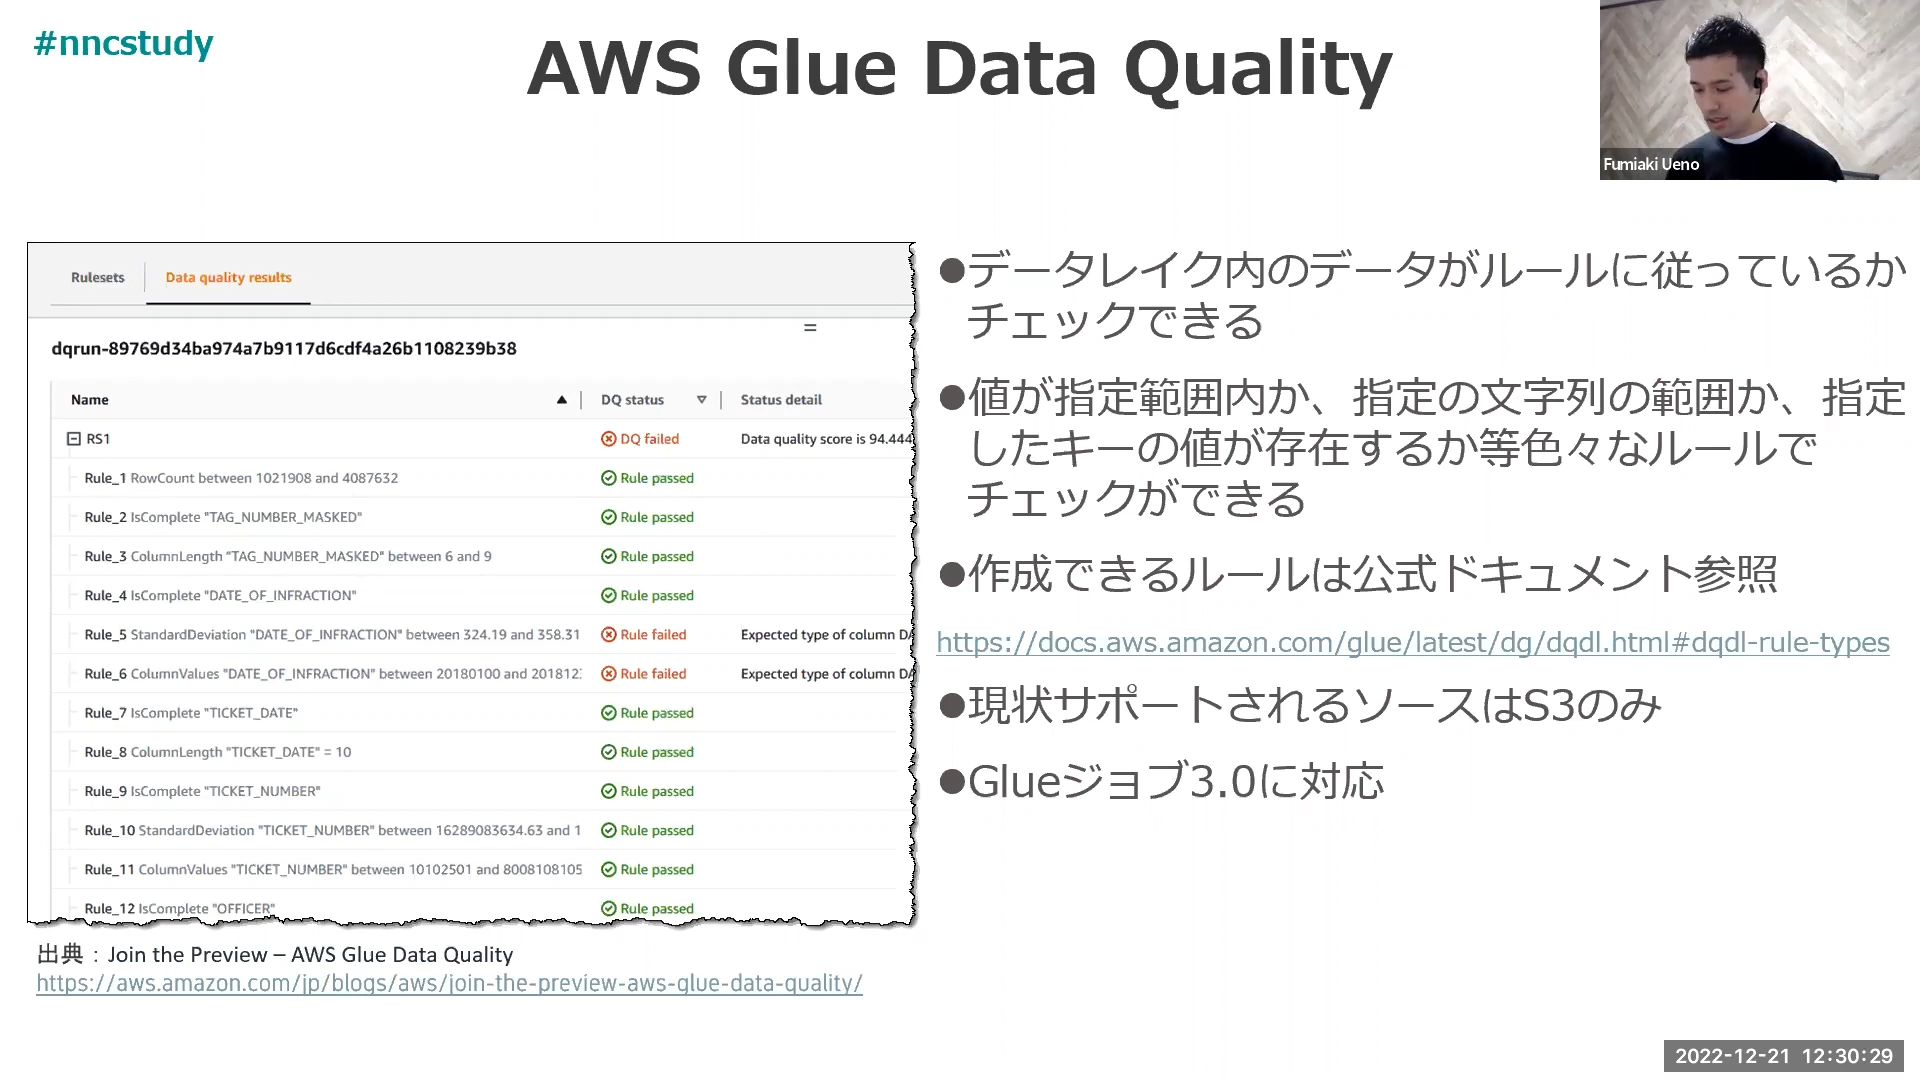 #nncstudy
AWS Glue Data Quality
Fumiaki Ueno
Rulesets
Data quality results
dqrun-89769d34ba974a7b9117d6cdf4a26b1108239b38
Name
DQ status
Status detail
RS1
DQ failed
Data quality score is 94.444
Rule_1 RowCount between 1021908 and 4087632
Rule passed
Rule_2 IsComplete "TAG_NUMBER_MASKED"
Rule passed
Rule_3 ColumnLength "TAG_NUMBER_MASKED" between 6 and 9
Rule passed
Rule_4 IsComplete "DATE_OF_INFRACTION"
Rule passed
Rule_5 StandardDeviation "DATE_OF_INFRACTION" between 324.19 and 358.31
Rule failed
Expected type of column DA
Rule_6 ColumnValues "DATE_OF_INFRACTION" between 20180100 and 201812
Rule failed
Expected type of column DA
Rule_7 IsComplete "TICKET_DATE"
Rule passed
Rule_8 ColumnLength "TICKET_DATE" = 10
Rule passed
Rule_9 IsComplete "TICKET_NUMBER"
Rule passed
Rule_10 StandardDeviation "TICKET_NUMBER" between 16289083634.63 and 1
Rule passed
Rule_11 ColumnValues "TICKET_NUMBER" between 10102501 and 8008108105
Rule passed
Rule_12 IsComplete "OFFICER"
Rule passed
出典：Join the Preview – AWS Glue Data Quality
https://aws.amazon.com/jp/blogs/aws/join-the-preview-aws-glue-data-quality/
●データレイク内のデータがルールに従っているか
チェックできる
●値が指定範囲内か、指定の文字列の範囲か、指定
したキーの値が存在するか等色々なルールで
チェックができる
●作成できるルールは公式ドキュメント参照
https://docs.aws.amazon.com/glue/latest/dg/dqdl.html#dqdl-rule-types
●現状サポートされるソースはS3のみ
●Glueジョブ3.0に対応
2022-12-21 12:30:29